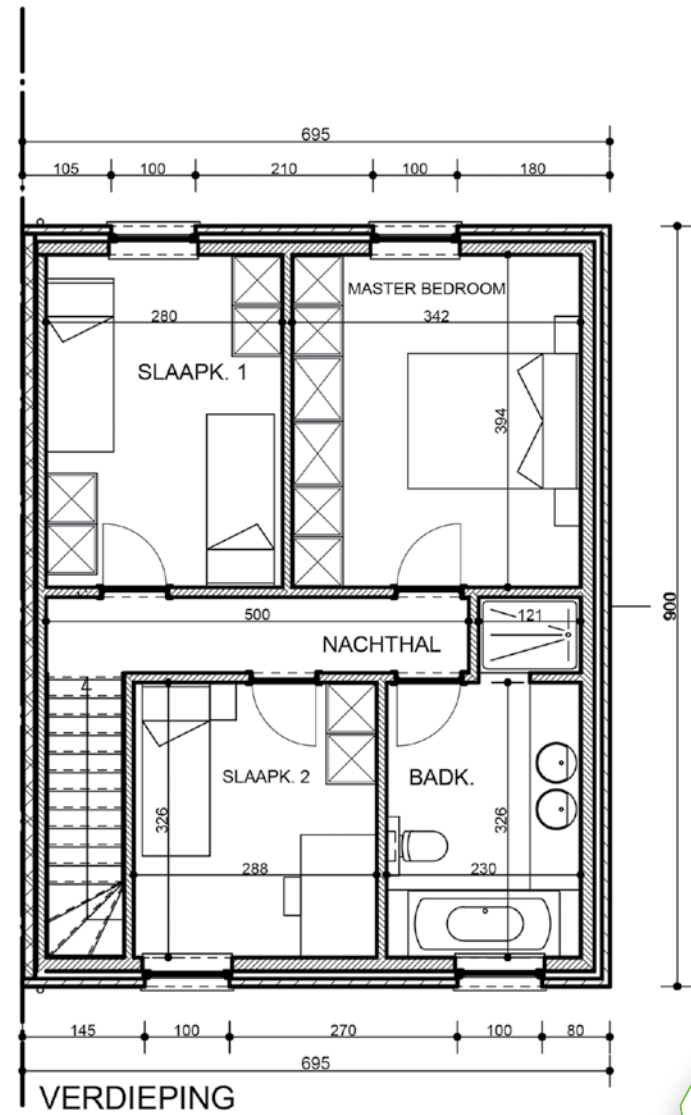 695
105 100 210 100 180
MASTER BEDROOM
280 342
SLAAPK. 1
394
500 121
900
NACHTHAL
4
SLAAPK. 2 BADK.
326 326
288 230
145 100 270 100 80
695
VERDIEPING